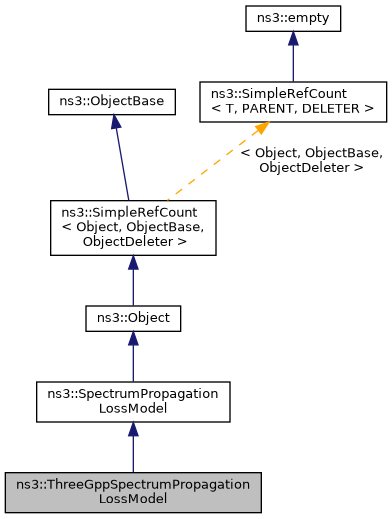 ns3::empty
ns3::ObjectBase
ns3::SimpleRefCount
< T, PARENT, DELETER >
< Object, ObjectBase,
ObjectDeleter >
ns3::SimpleRefCount
< Object, ObjectBase,
ObjectDeleter >
ns3::Object
ns3::SpectrumPropagation
LossModel
ns3::ThreeGppSpectrumPropagation
LossModel